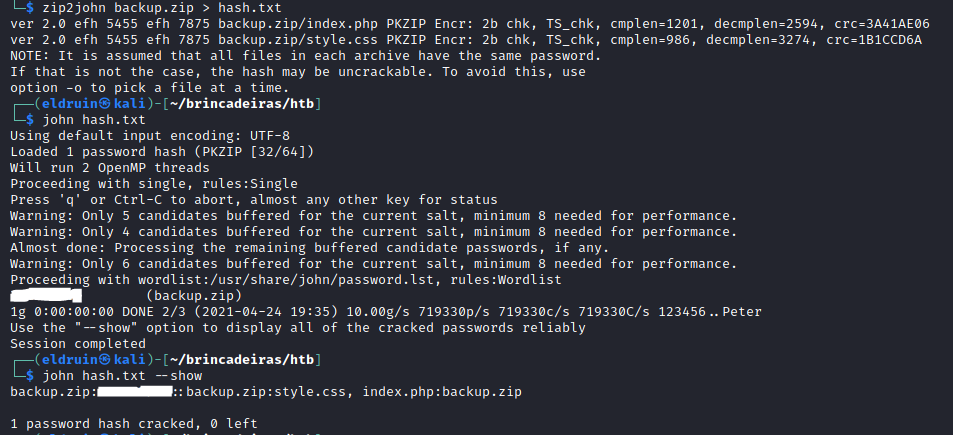 └─$ zip2john backup.zip > hash.txt
ver 2.0 efh 5455 efh 7875 backup.zip/index.php PKZIP Encr: 2b chk, TS_chk, cmplen=1201, decmplen=2594, crc=3A41AE06
ver 2.0 efh 5455 efh 7875 backup.zip/style.css PKZIP Encr: 2b chk, TS_chk, cmplen=986, decmplen=3274, crc=1B1CCD6A
NOTE: It is assumed that all files in each archive have the same password.
If that is not the case, the hash may be uncrackable. To avoid this, use
option -o to pick a file at a time.
┌──(eldruin㉿kali)-[~/brincadeiras/htb]
└─$ john hash.txt
Using default input encoding: UTF-8
Loaded 1 password hash (PKZIP [32/64])
Will run 2 OpenMP threads
Proceeding with single, rules:Single
Press 'q' or Ctrl-C to abort, almost any other key for status
Warning: Only 5 candidates buffered for the current salt, minimum 8 needed for performance.
Warning: Only 4 candidates buffered for the current salt, minimum 8 needed for performance.
Almost done: Processing the remaining buffered candidate passwords, if any.
Warning: Only 6 candidates buffered for the current salt, minimum 8 needed for performance.
Proceeding with wordlist:/usr/share/john/password.lst, rules:Wordlist
(backup.zip)
1g 0:00:00:00 DONE 2/3 (2021-04-24 19:35) 10.00g/s 719330p/s 719330c/s 719330C/s 123456..Peter
Use the "--show" option to display all of the cracked passwords reliably
Session completed
┌──(eldruin㉿kali)-[~/brincadeiras/htb]
└─$ john hash.txt --show
backup.zip: ::backup.zip:style.css, index.php:backup.zip
1 password hash cracked, 0 left